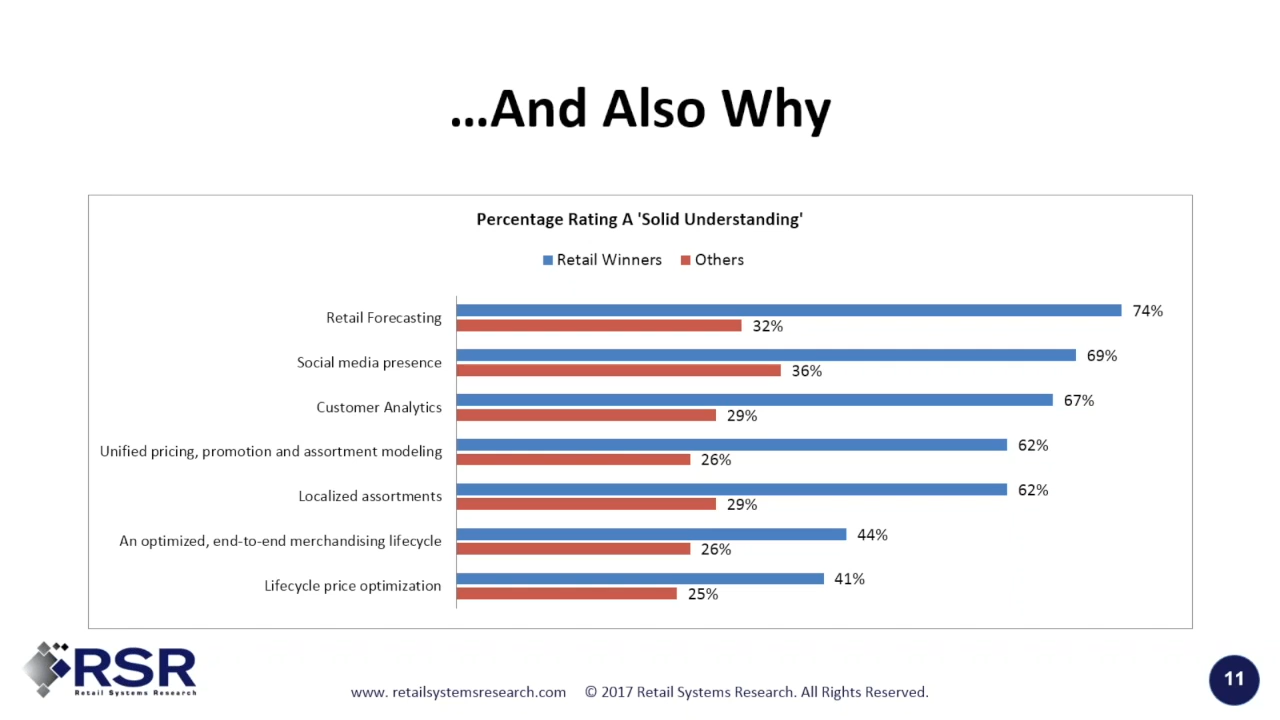 …And Also Why
Percentage Rating A 'Solid Understanding'
Retail Winners Others
Retail Forecasting 74%
32%
Social media presence 69%
36%
Customer Analytics 67%
29%
Unified pricing, promotion and assortment modeling 62%
26%
Localized assortments 62%
29%
An optimized, end-to-end merchandising lifecycle 44%
26%
Lifecycle price optimization 41%
25%
RSR
Retail Systems Research
www. retailsystemsresearch.com © 2017 Retail Systems Research. All Rights Reserved.
11